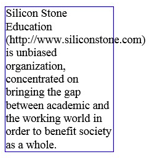 Silicon Stone
Education
(http://www.siliconstone.com)
is unbiased
organization,
concentrated on
bringing the gap
between academic and
the working world in
order to benefit society
as a whole.